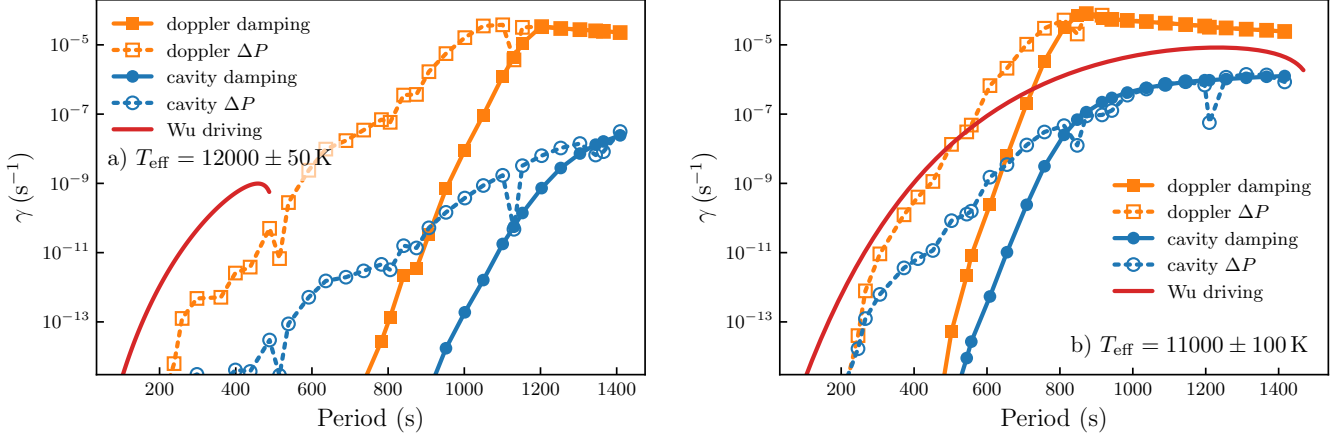 doppler damping
doppler ΔP
cavity damping
cavity ΔP
Wu driving
a) T_eff = 12000 ± 50 K
γ (s⁻¹)
10⁻⁵
10⁻⁷
10⁻⁹
10⁻¹¹
10⁻¹³
200 400 600 800 1000 1200 1400
Period (s)
γ (s⁻¹)
10⁻⁵
10⁻⁷
10⁻⁹
10⁻¹¹
10⁻¹³
doppler damping
doppler ΔP
cavity damping
cavity ΔP
Wu driving
b) T_eff = 11000 ± 100 K
200 400 600 800 1000 1200 1400
Period (s)